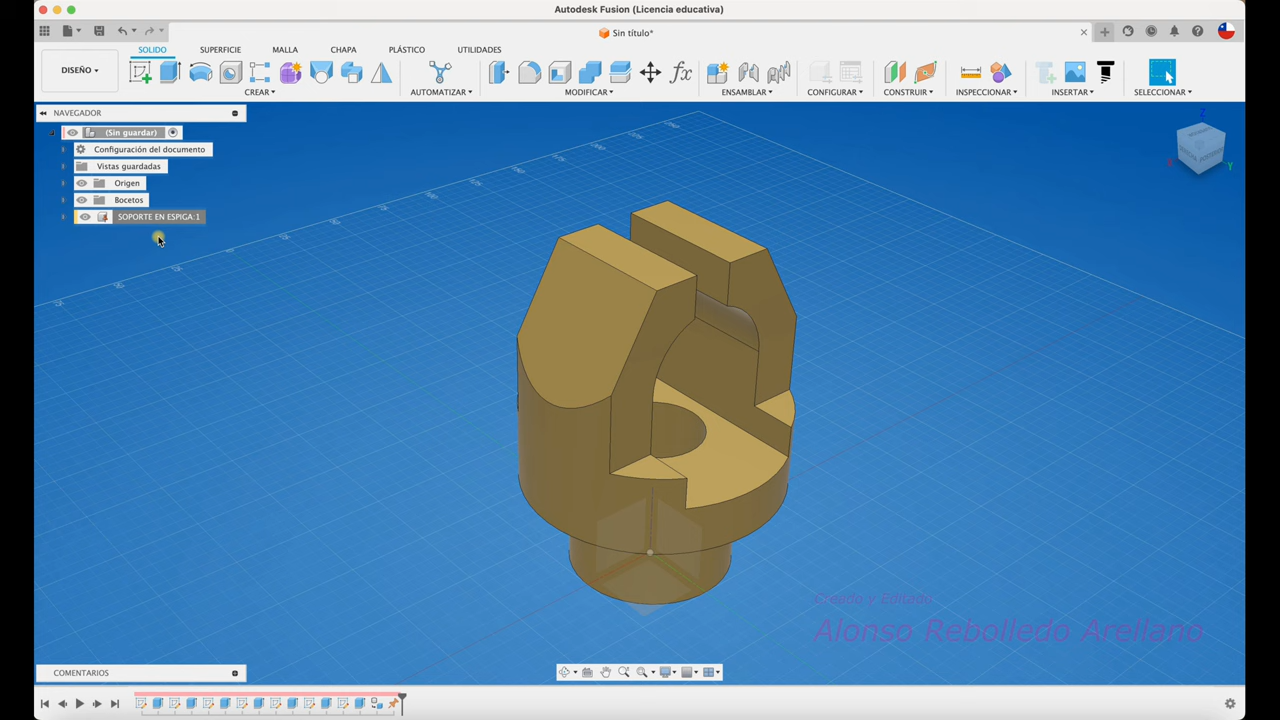 Autodesk Fusion (Licencia educativa)
Sin título*
SOLIDO SUPERFICIE MALLA CHAPA PLÁSTICO UTILIDADES
DISEÑO
fx
CREAR AUTOMATIZAR MODIFICAR ENSAMBLAR CONFIGURAR CONSTRUIR INSPECCIONAR INSERTAR SELECCIONAR
NAVEGADOR
(Sin guardar)
Configuración del documento
Vistas guardadas
Origen
Bocetos
SOPORTE EN ESPIGA:1
Z
X
Y
Creado y Editado
Alonso Rebolledo Arellano
COMENTARIOS